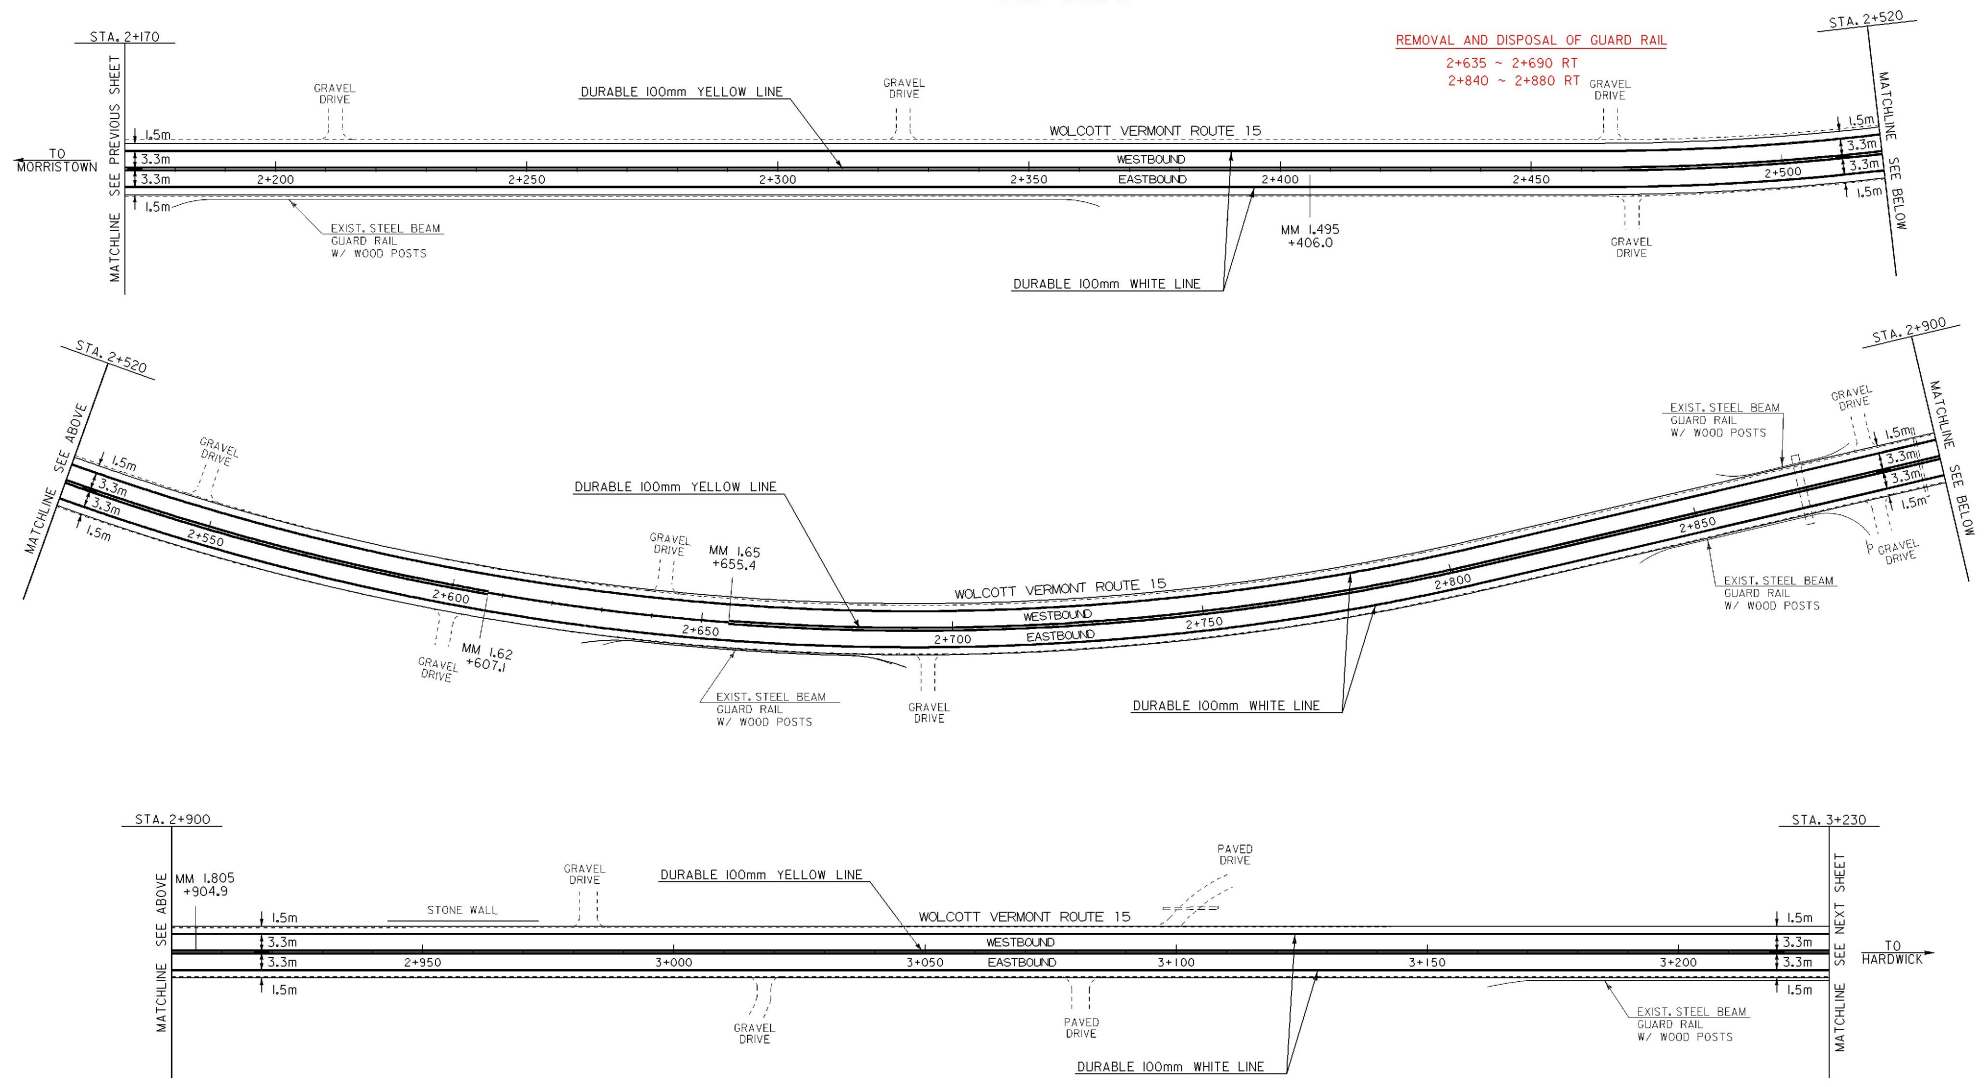 STA. 2+170
STA. 2+520
REMOVAL AND DISPOSAL OF GUARD RAIL
2+635 ~ 2+690 RT
2+840 ~ 2+880 RT
MATCHLINE SEE PREVIOUS SHEET
GRAVEL
DRIVE
DURABLE 100mm YELLOW LINE
GRAVEL
DRIVE
GRAVEL
DRIVE
MATCHLINE SEE BELOW
1.5m
WOLCOTT VERMONT ROUTE 15
1.5m
TO
MORRISTOWN
3.3m
WESTBOUND
3.3m
3.3m
2+200
2+250
2+300
2+350
EASTBOUND
2+400
2+450
2+500
3.3m
1.5m
1.5m
EXIST. STEEL BEAM
GUARD RAIL
W/ WOOD POSTS
MM 1.495
+406.0
GRAVEL
DRIVE
DURABLE 100mm WHITE LINE
STA. 2+520
STA. 2+900
MATCHLINE SEE ABOVE
GRAVEL
DRIVE
1.5m
3.3m
3.3m
1.5m
2+550
DURABLE 100mm YELLOW LINE
GRAVEL
DRIVE
MM 1.65
+655.4
2+600
MM 1.62
+607.1
GRAVEL
DRIVE
2+650
EXIST. STEEL BEAM
GUARD RAIL
W/ WOOD POSTS
WOLCOTT VERMONT ROUTE 15
WESTBOUND
EASTBOUND
2+700
GRAVEL
DRIVE
2+750
DURABLE 100mm WHITE LINE
2+800
EXIST. STEEL BEAM
GUARD RAIL
W/ WOOD POSTS
GRAVEL
DRIVE
1.5m
3.3m
3.3m
1.5m
2+850
P
GRAVEL
DRIVE
EXIST. STEEL BEAM
GUARD RAIL
W/ WOOD POSTS
MATCHLINE SEE BELOW
STA. 2+900
STA. 3+230
MATCHLINE SEE ABOVE
MM 1.805
+904.9
STONE WALL
GRAVEL
DRIVE
DURABLE 100mm YELLOW LINE
PAVED
DRIVE
MATCHLINE SEE NEXT SHEET
1.5m
WOLCOTT VERMONT ROUTE 15
1.5m
3.3m
WESTBOUND
3.3m
TO
HARDWICK
3.3m
2+950
3+000
3+050
EASTBOUND
3+100
3+150
3+200
3.3m
1.5m
1.5m
GRAVEL
DRIVE
PAVED
DRIVE
EXIST. STEEL BEAM
GUARD RAIL
W/ WOOD POSTS
DURABLE 100mm WHITE LINE